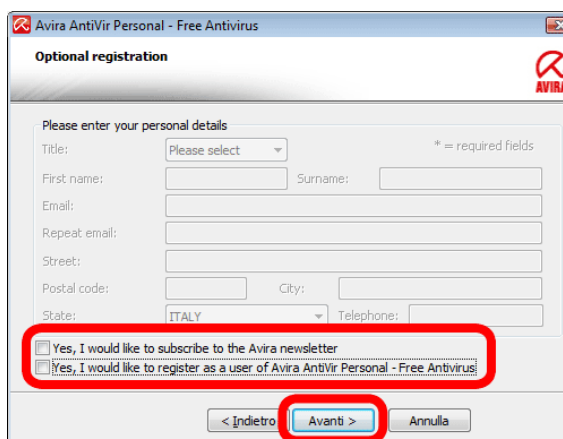 Avira AntiVir Personal - Free Antivirus
Optional registration
AVIRA
Please enter your personal details
Title: Please select * = required fields
First name: Surname:
Email:
Repeat email:
Street:
Postal code: City:
State: ITALY Telephone:
Yes, I would like to subscribe to the Avira newsletter
Yes, I would like to register as a user of Avira AntiVir Personal - Free Antivirus
< Indietro Avanti > Annulla